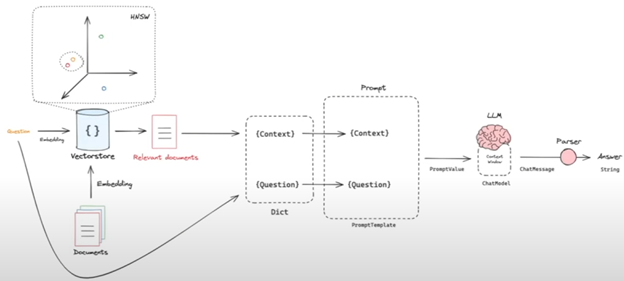 HNSW
Question
Embedding
{ }
Vectorstore
Relevant documents
Embedding
Documents
{Context}
{Question}
Dict
Prompt
{Context}
{Question}
PromptTemplate
PromptValue
LLM
Context
Window
ChatModel
ChatMessage
Parser
Answer
String